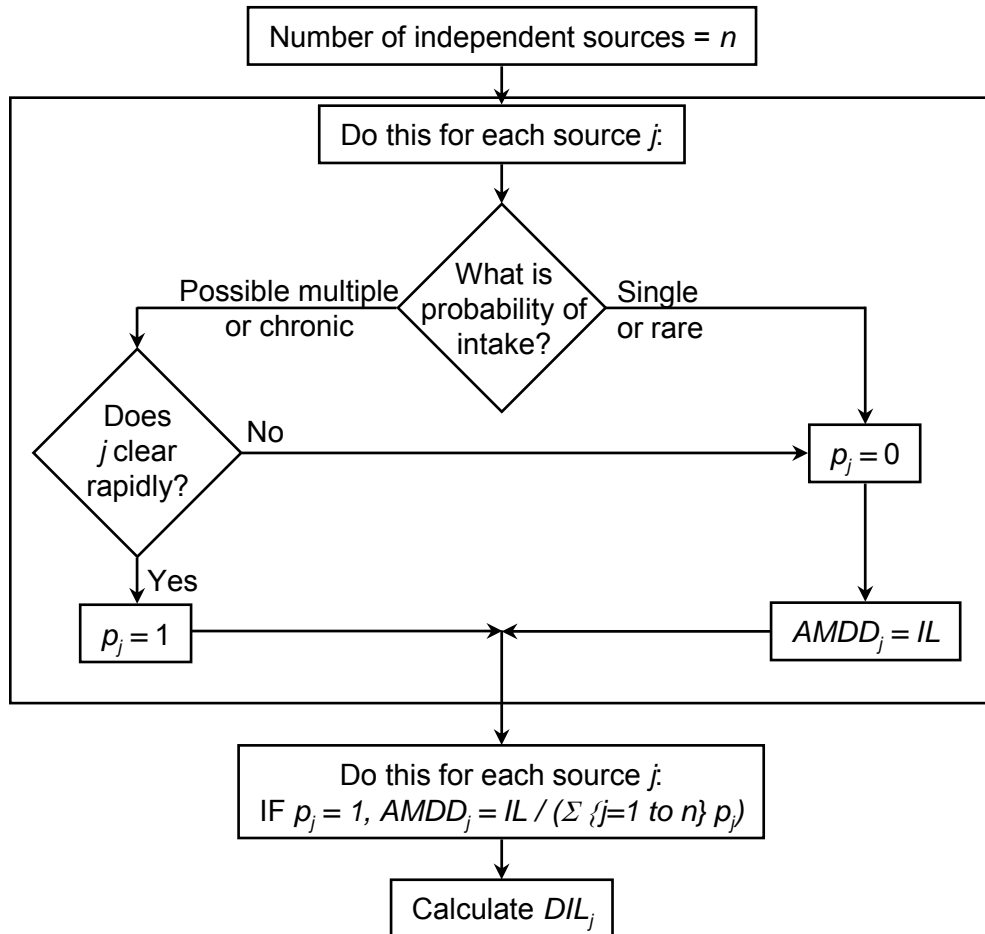 Number of independent sources = n
Do this for each source j:
What is
probability of
intake?
Possible multiple
or chronic
Single
or rare
Does
j clear
rapidly?
No
p_j = 0
Yes
p_j = 1
AMDD_j = IL
Do this for each source j:
IF p_j = 1, AMDD_j = IL / (Σ {j=1 to n} p_j)
Calculate DIL_j